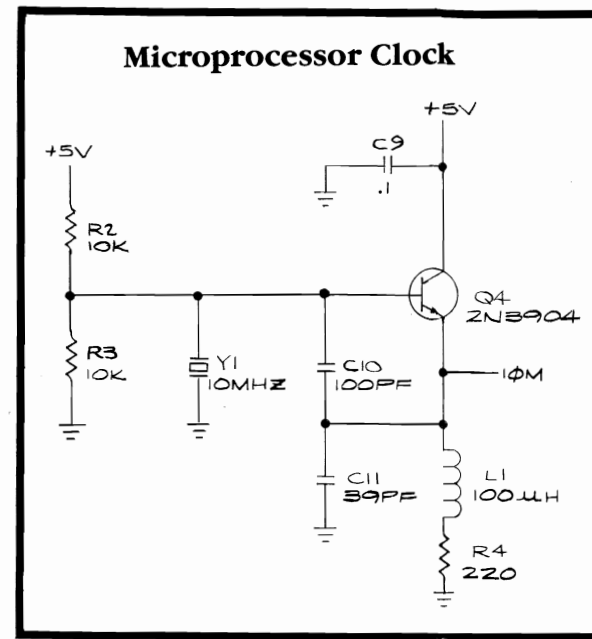 Microprocessor Clock
+5V
C9
.1
+5V
R2
10K
Q4
2N3904
R3
10K
Y1
10MHZ
C10
100PF
10M
C11
39PF
L1
100µH
R4
220